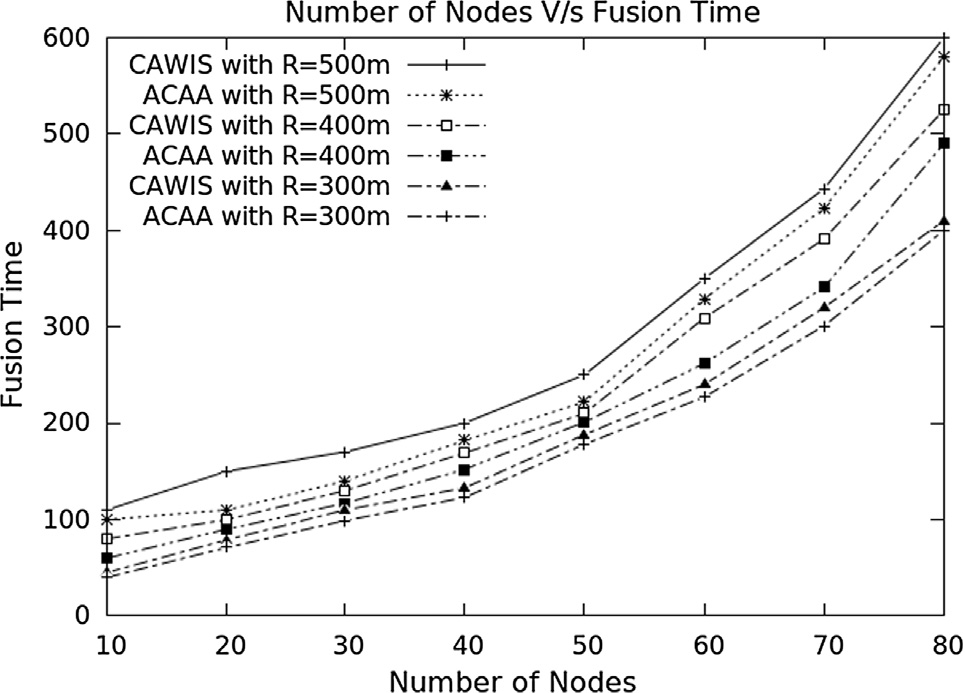 Number of Nodes V/s Fusion Time
600
500
400
300
200
100
0
Fusion Time
CAWIS with R=500m
ACAA with R=500m
CAWIS with R=400m
ACAA with R=400m
CAWIS with R=300m
ACAA with R=300m
10 20 30 40 50 60 70 80
Number of Nodes